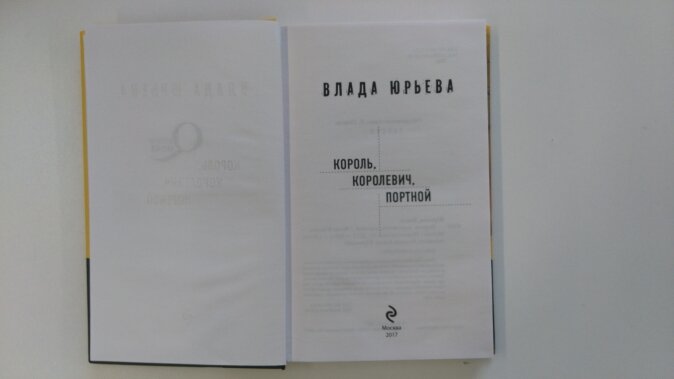 ВЛАДА ЮРЬЕВА
КОРОЛЬ,
КОРОЛЕВИЧ,
ПОРТНОЙ
Москва
2017